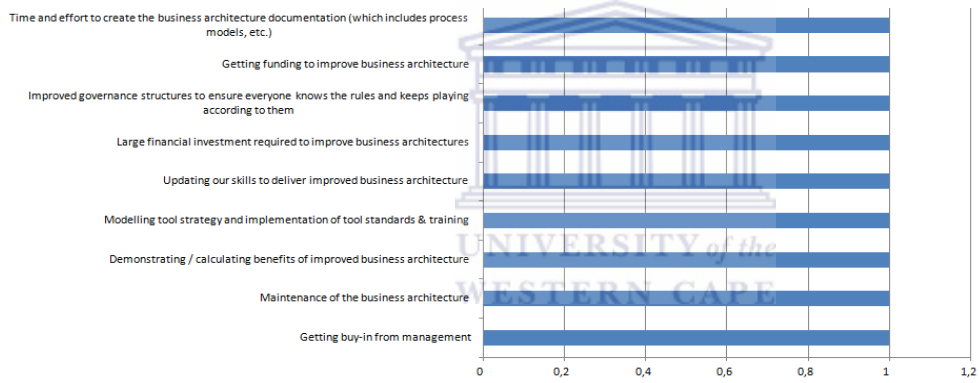 Time and effort to create the business architecture documentation (which includes process
models, etc.)
Getting funding to improve business architecture
Improved governance structures to ensure everyone knows the rules and keeps playing
according to them
Large financial investment required to improve business architectures
Updating our skills to deliver improved business architecture
Modelling tool strategy and implementation of tool standards & training
Demonstrating / calculating benefits of improved business architecture
Maintenance of the business architecture
Getting buy-in from management
UNIVERSITY of the
WESTERN CAPE
0 0,2 0,4 0,6 0,8 1 1,2